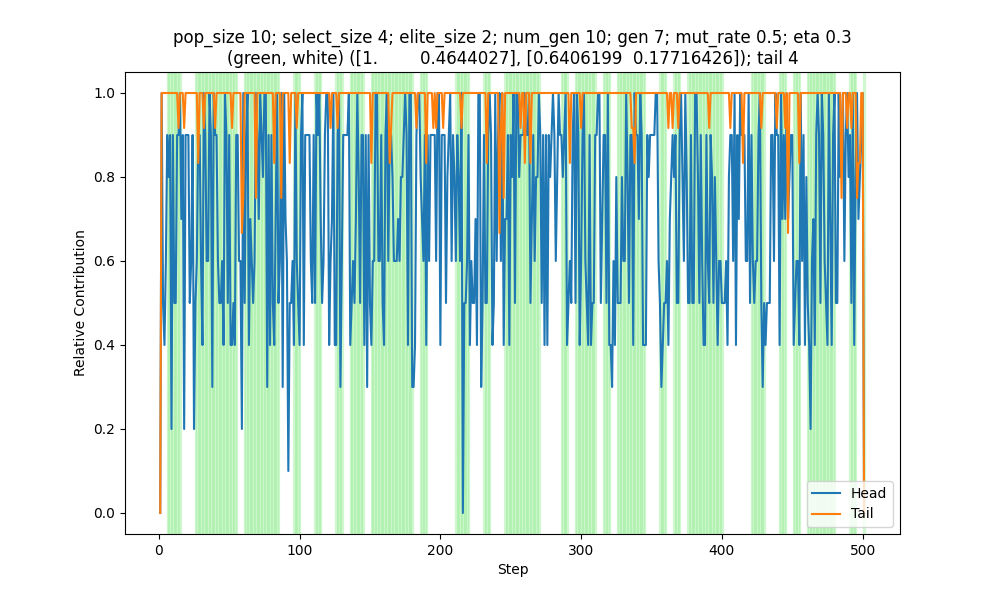 pop_size 10; select_size 4; elite_size 2; num_gen 10; gen 7; mut_rate 0.5; eta 0.3
(green, white) ([1.        0.4644027], [0.6406199  0.17716426]); tail 4
1.0
0.8
0.6
0.4
0.2
0.0
Relative Contribution
Head
Tail
0
100
200
300
400
500
Step